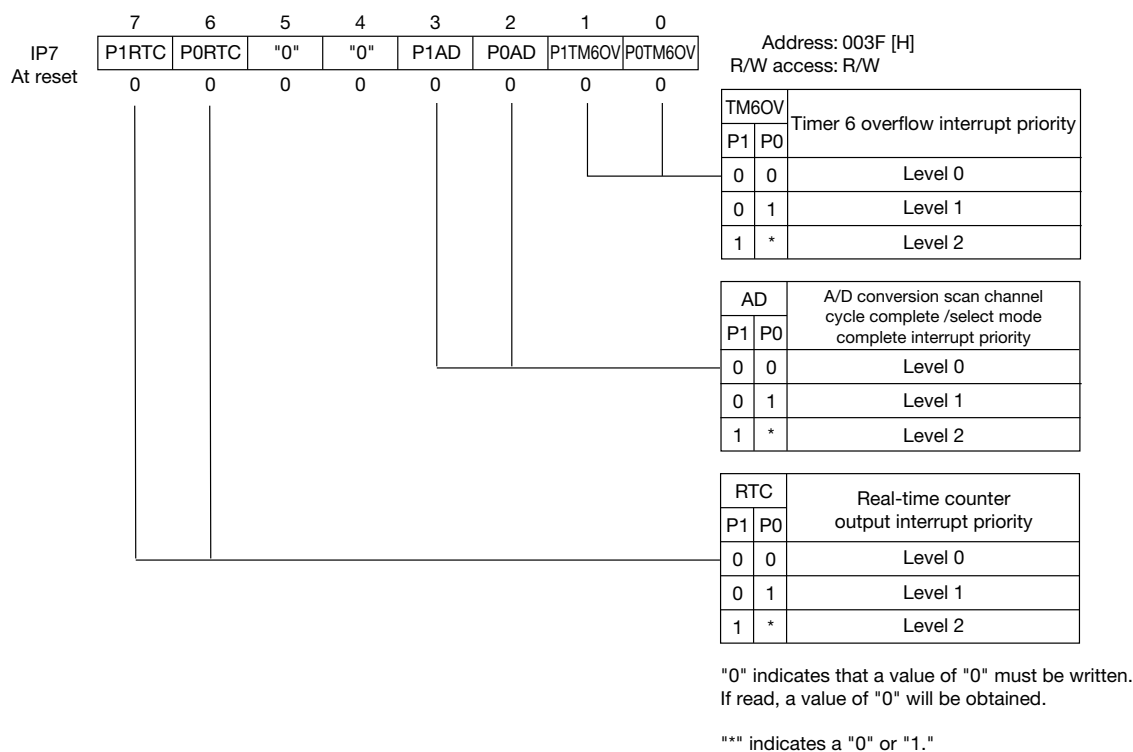 7 6 5 4 3 2 1 0
IP7 P1RTC P0RTC "0" "0" P1AD P0AD P1TM6OV P0TM6OV
At reset 0 0 0 0 0 0 0 0
Address: 003F [H]
R/W access: R/W
TM6OV Timer 6 overflow interrupt priority
P1 P0
0 0 Level 0
0 1 Level 1
1 * Level 2
AD A/D conversion scan channel
cycle complete /select mode
P1 P0 complete interrupt priority
0 0 Level 0
0 1 Level 1
1 * Level 2
RTC Real-time counter
P1 P0 output interrupt priority
0 0 Level 0
0 1 Level 1
1 * Level 2
"0" indicates that a value of "0" must be written.
If read, a value of "0" will be obtained.
"*" indicates a "0" or "1."